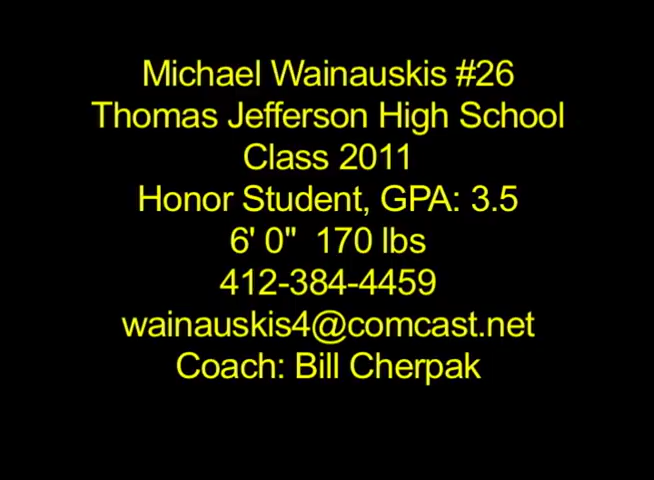 Michael Wainauskis #26
Thomas Jefferson High School
Class 2011
Honor Student, GPA: 3.5
6' 0"  170 lbs
412-384-4459
wainauskis4@comcast.net
Coach: Bill Cherpak